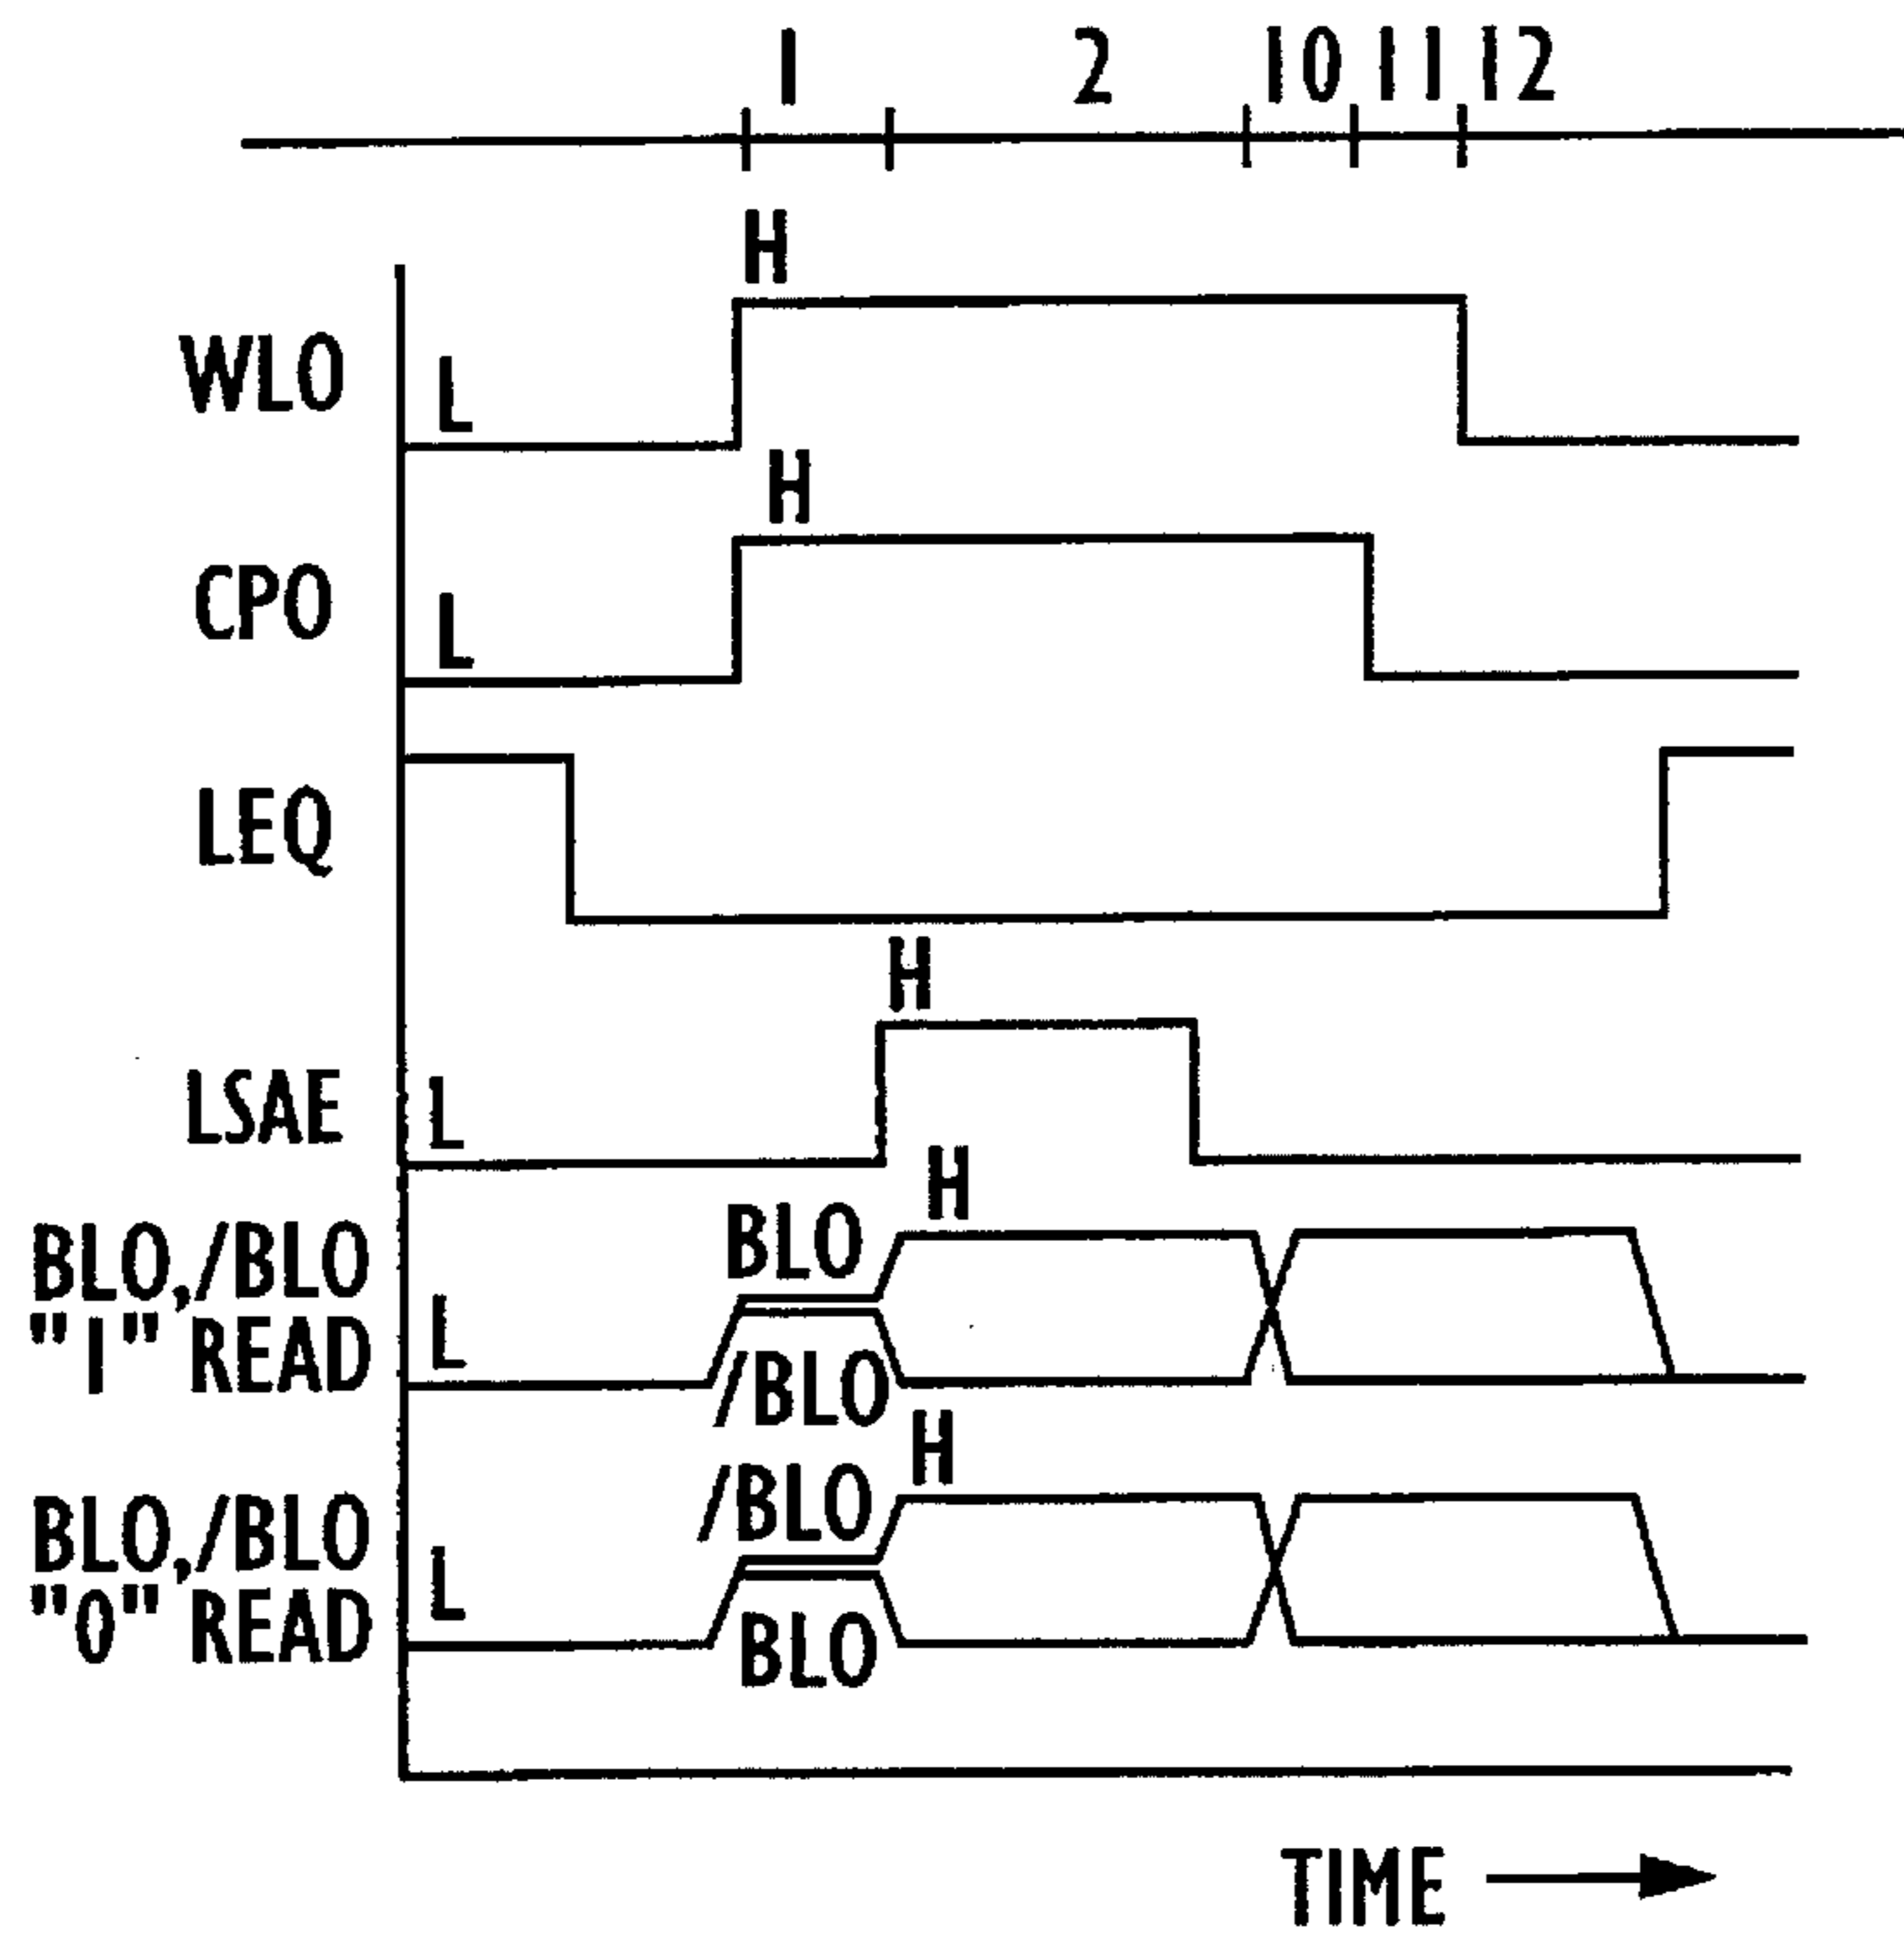 1 2 10 11 12
H
WLO L
H
CPO L
LEQ
H
LSAE L
H
BLO
BLO,/BLO
"1" READ L
/BLO
H
/BLO
BLO,/BLO
"0" READ L
BLO
TIME